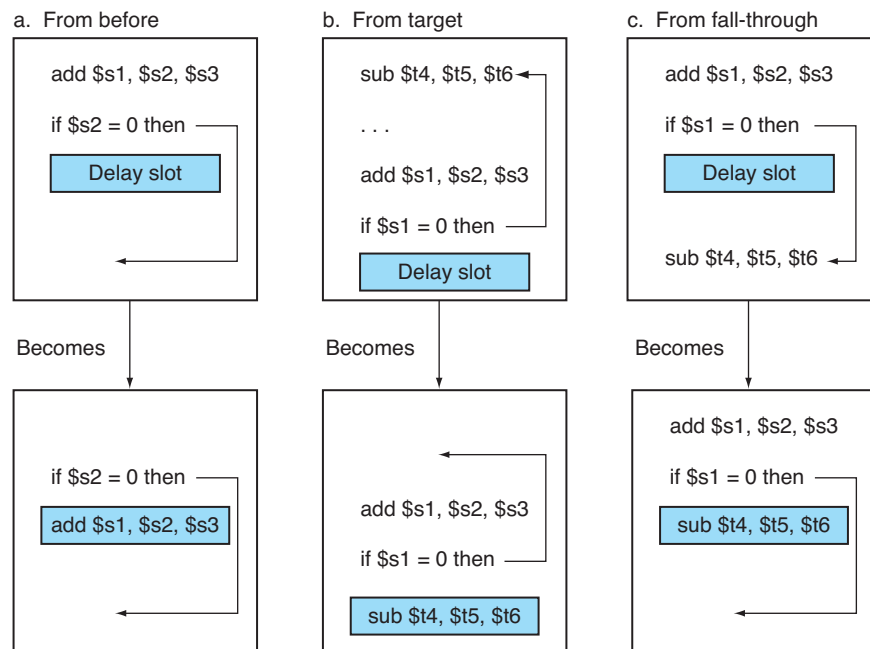 a. From before
add $s1, $s2, $s3
if $s2 = 0 then
Delay slot
Becomes
if $s2 = 0 then
add $s1, $s2, $s3
b. From target
sub $t4, $t5, $t6
. . .
add $s1, $s2, $s3
if $s1 = 0 then
Delay slot
Becomes
add $s1, $s2, $s3
if $s1 = 0 then
sub $t4, $t5, $t6
c. From fall-through
add $s1, $s2, $s3
if $s1 = 0 then
Delay slot
sub $t4, $t5, $t6
Becomes
add $s1, $s2, $s3
if $s1 = 0 then
sub $t4, $t5, $t6